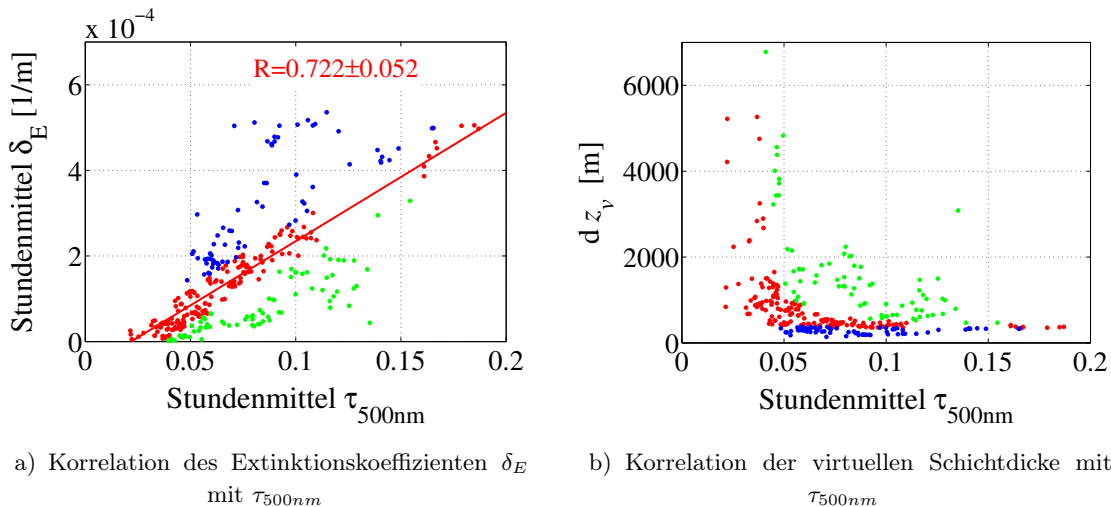 x 10⁻⁴
6
4
2
0
Stundenmittel δ_E [1/m]
R=0.722±0.052
0 0.05 0.1 0.15 0.2
Stundenmittel τ_500nm
6000
4000
2000
0
d z_v [m]
0 0.05 0.1 0.15 0.2
Stundenmittel τ_500nm
a) Korrelation des Extinktionskoeffizienten δ_E
mit τ_500nm
b) Korrelation der virtuellen Schichtdicke mit
τ_500nm